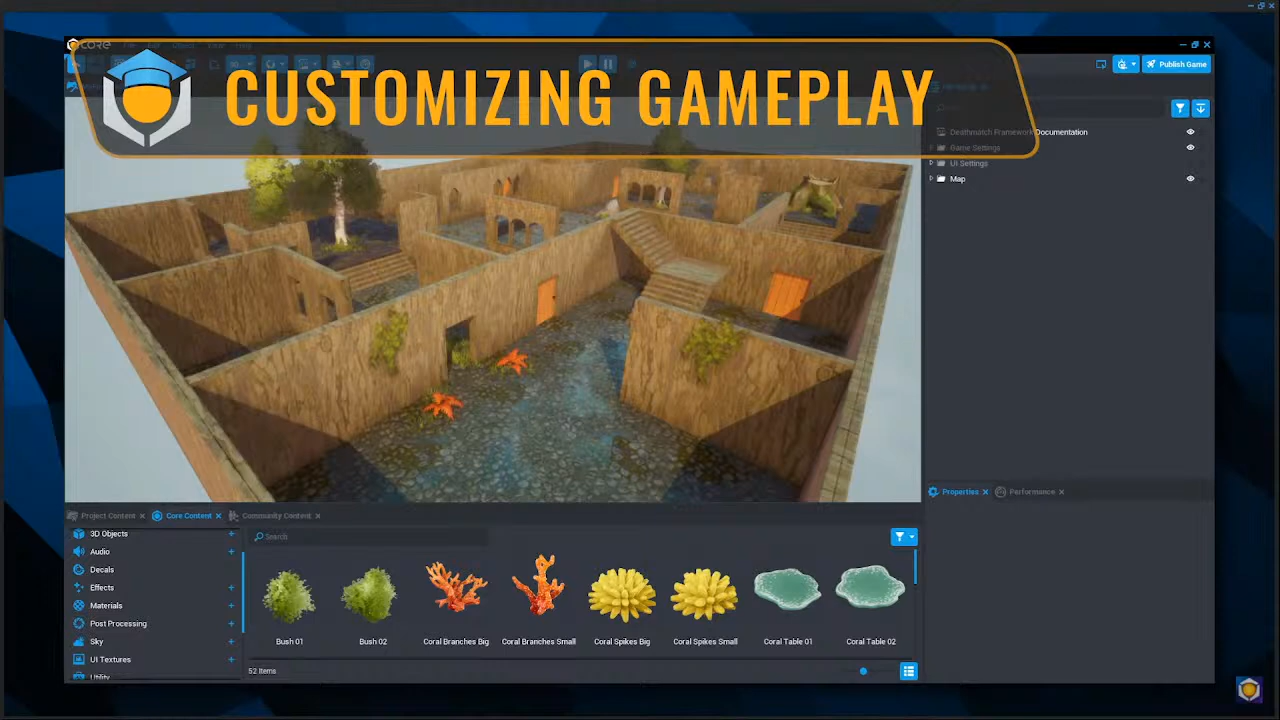 CORE
CUSTOMIZING GAMEPLAY
Publish Game
Deathmatch Framework Documentation
Game Settings
UI Settings
Map
Properties
Performance
Project Content
Core Content
Community Content
3D Objects
Audio
Decals
Effects
Materials
Post Processing
Sky
UI Textures
Utility
Search
Bush 01
Bush 02
Coral Branches Big
Coral Branches Small
Coral Spikes Big
Coral Spikes Small
Coral Table 01
Coral Table 02
52 Items